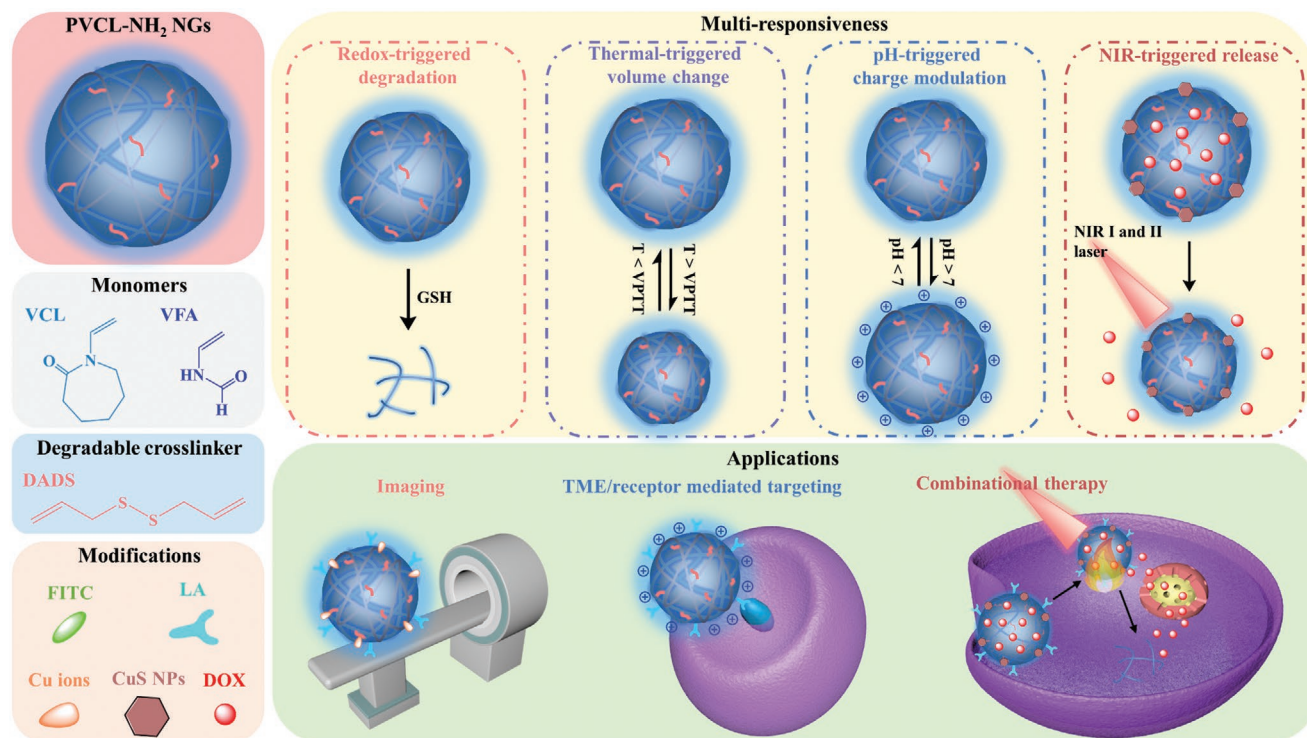 PVCL-NH₂ NGs
Monomers
VCL
VFA
O
N
HN
O
H
Degradable crosslinker
DADS
S
S
Modifications
FITC
LA
Cu ions
CuS NPs
DOX
Multi-responsiveness
Redox-triggered
degradation
GSH
Thermal-triggered
volume change
T < VPTT
T > VPTT
pH-triggered
charge modulation
pH < 7
pH > 7
NIR-triggered release
NIR I and II
laser
Applications
Imaging
TME/receptor mediated targeting
Combinational therapy